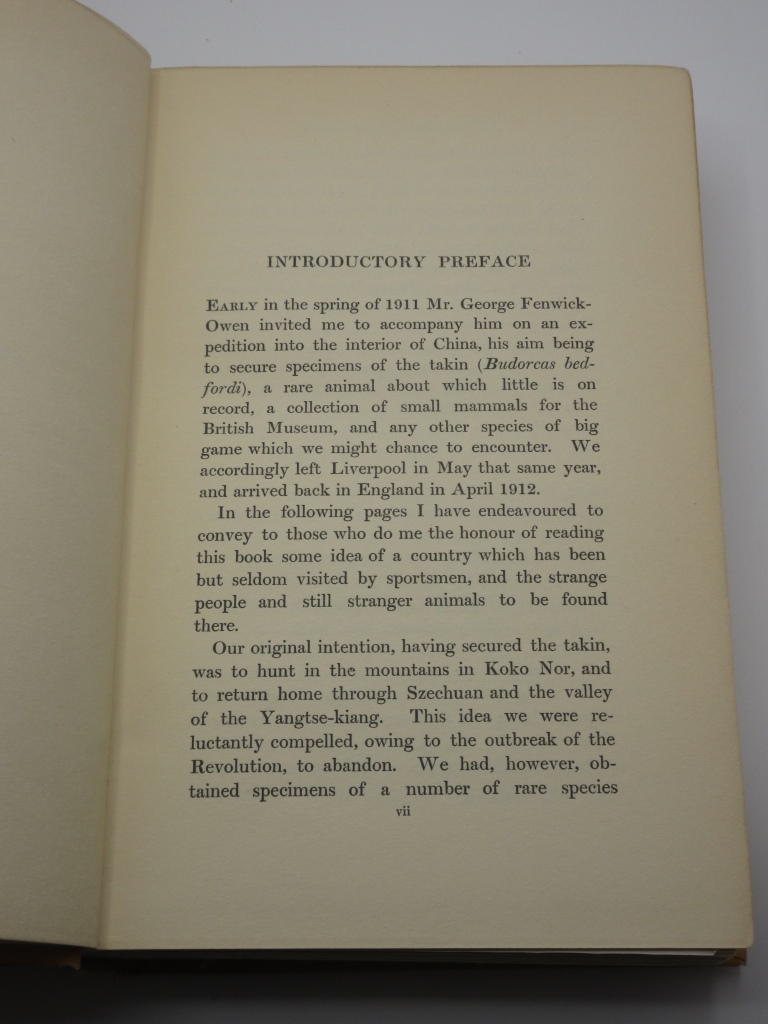 INTRODUCTORY PREFACE
EARLY in the spring of 1911 Mr. George Fenwick-
Owen invited me to accompany him on an ex-
pedition into the interior of China, his aim being
to secure specimens of the takin (Budorcas bed-
fordi), a rare animal about which little is on
record, a collection of small mammals for the
British Museum, and any other species of big
game which we might chance to encounter. We
accordingly left Liverpool in May that same year,
and arrived back in England in April 1912.
In the following pages I have endeavoured to
convey to those who do me the honour of reading
this book some idea of a country which has been
but seldom visited by sportsmen, and the strange
people and still stranger animals to be found
there.
Our original intention, having secured the takin,
was to hunt in the mountains in Koko Nor, and
to return home through Szechuan and the valley
of the Yangtse-kiang. This idea we were re-
luctantly compelled, owing to the outbreak of the
Revolution, to abandon. We had, however, ob-
tained specimens of a number of rare species
vii